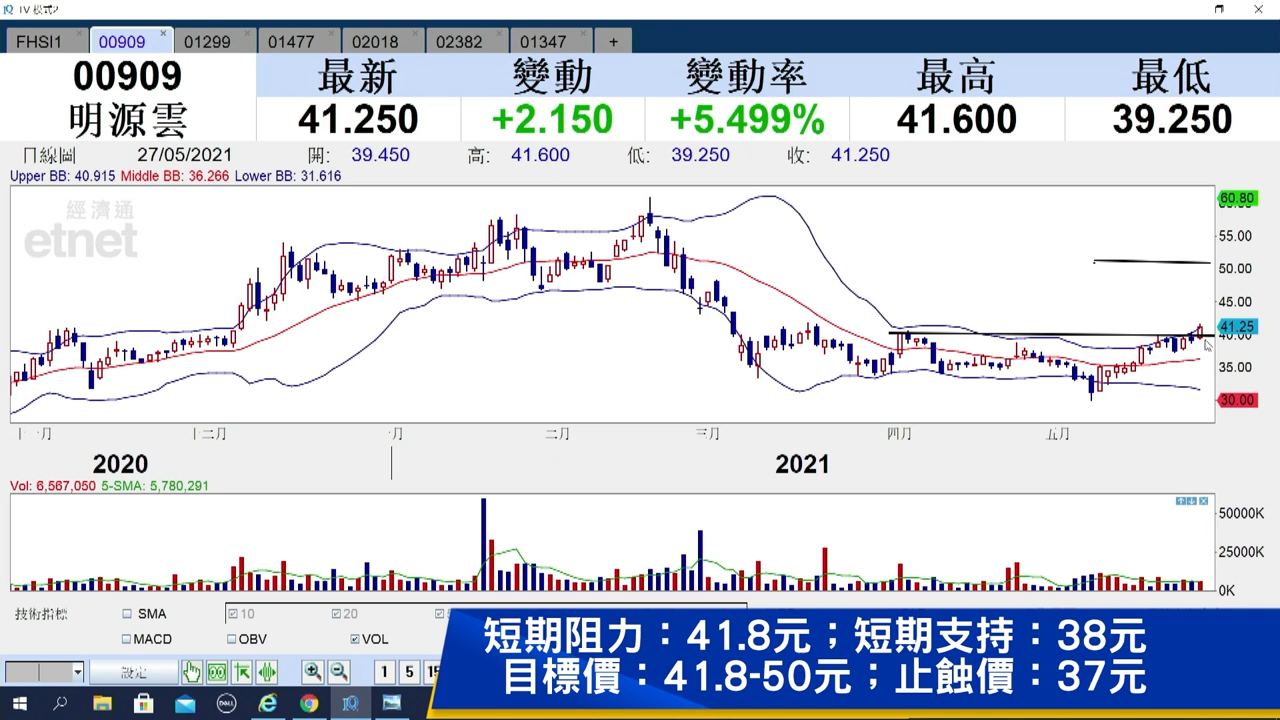 TV 模式2
FHSI1 00909 01299 01477 02018 02382 01347 +
00909 最新 變動 變動率 最高 最低
明源雲 41.250 +2.150 +5.499% 41.600 39.250
日線圖 27/05/2021 開: 39.450 高: 41.600 低: 39.250 收: 41.250
Upper BB: 40.915 Middle BB: 36.266 Lower BB: 31.616
經濟通
etnet
60.80
55.00
50.00
45.00
41.25
40.00
35.00
30.00
十一月 十二月 一月 二月 三月 四月 五月
2020 2021
Vol: 6,567,050 5-SMA: 5,780,291
50000K
25000K
0K
技術指標 SMA 10 20
MACD OBV VOL
設定 1 5 15
短期阻力：41.8元；短期支持：38元
目標價：41.8-50元；止蝕價：37元
DELL